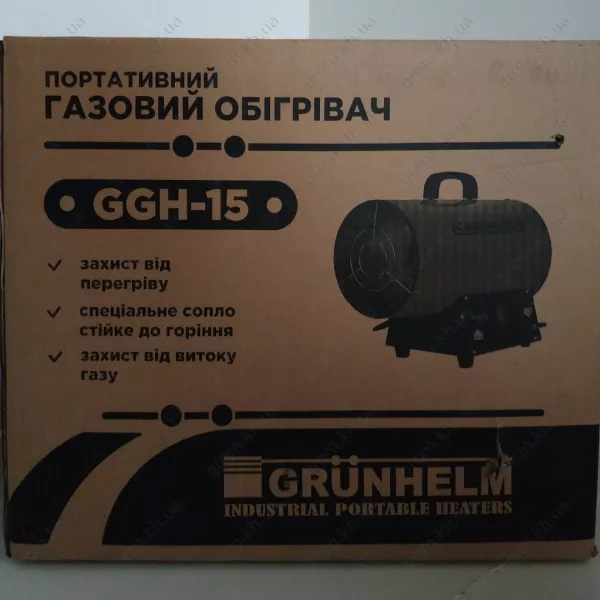 ПОРТАТИВНИЙ
ГАЗОВИЙ ОБІГРІВАЧ
GGH-15
захист від
перегріву
спеціальне сопло
стійке до горіння
захист від витоку
газу
GRÜNHELM
INDUSTRIAL PORTABLE HEATERS